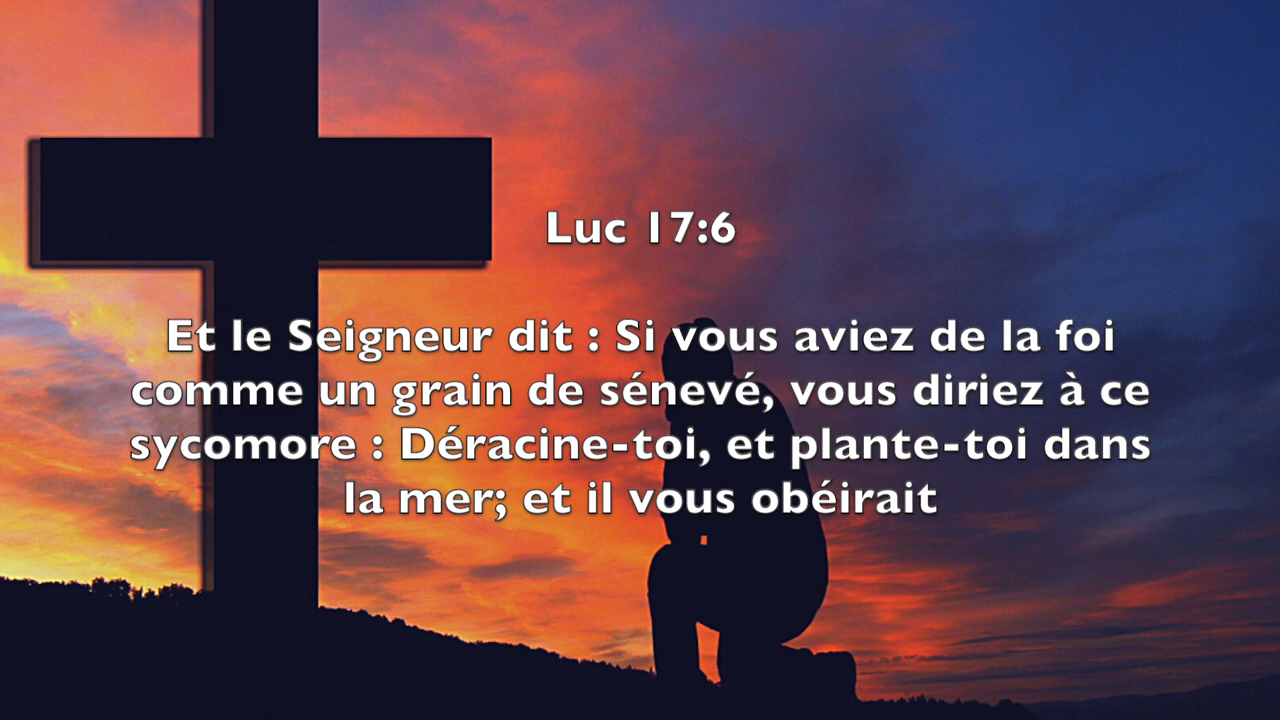 Luc 17:6
Et le Seigneur dit : Si vous aviez de la foi
comme un grain de sénevé, vous diriez à ce
sycomore : Déracine-toi, et plante-toi dans
la mer; et il vous obéirait